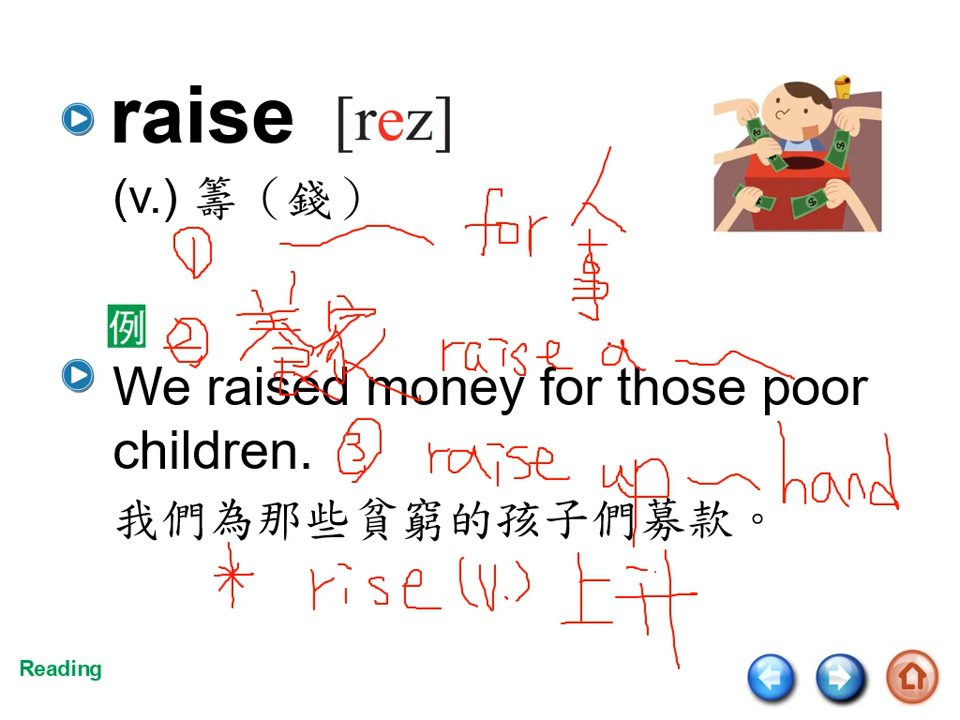 raise [rez]
(v.) 籌（錢）
① ~ for 人
事
例 ② 養家 raise a ~
We raised money for those poor
children. ③ raise up ~ hand
我們為那些貧窮的孩子們募款。
* rise (v.) 上升
Reading